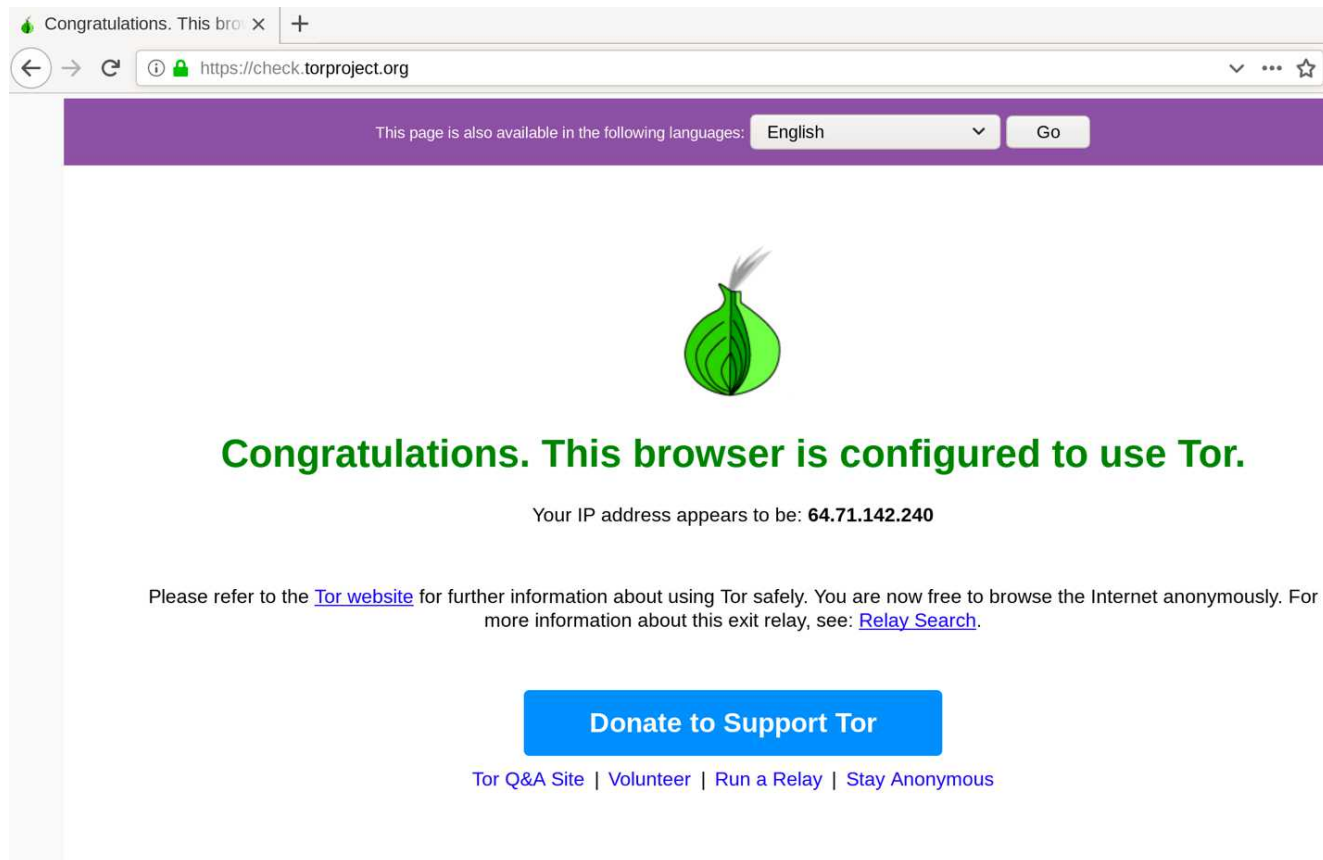 Congratulations. This bro
https://check.torproject.org
This page is also available in the following languages: English Go
Congratulations. This browser is configured to use Tor.
Your IP address appears to be: 64.71.142.240
Please refer to the Tor website for further information about using Tor safely. You are now free to browse the Internet anonymously. For
more information about this exit relay, see: Relay Search.
Donate to Support Tor
Tor Q&A Site | Volunteer | Run a Relay | Stay Anonymous